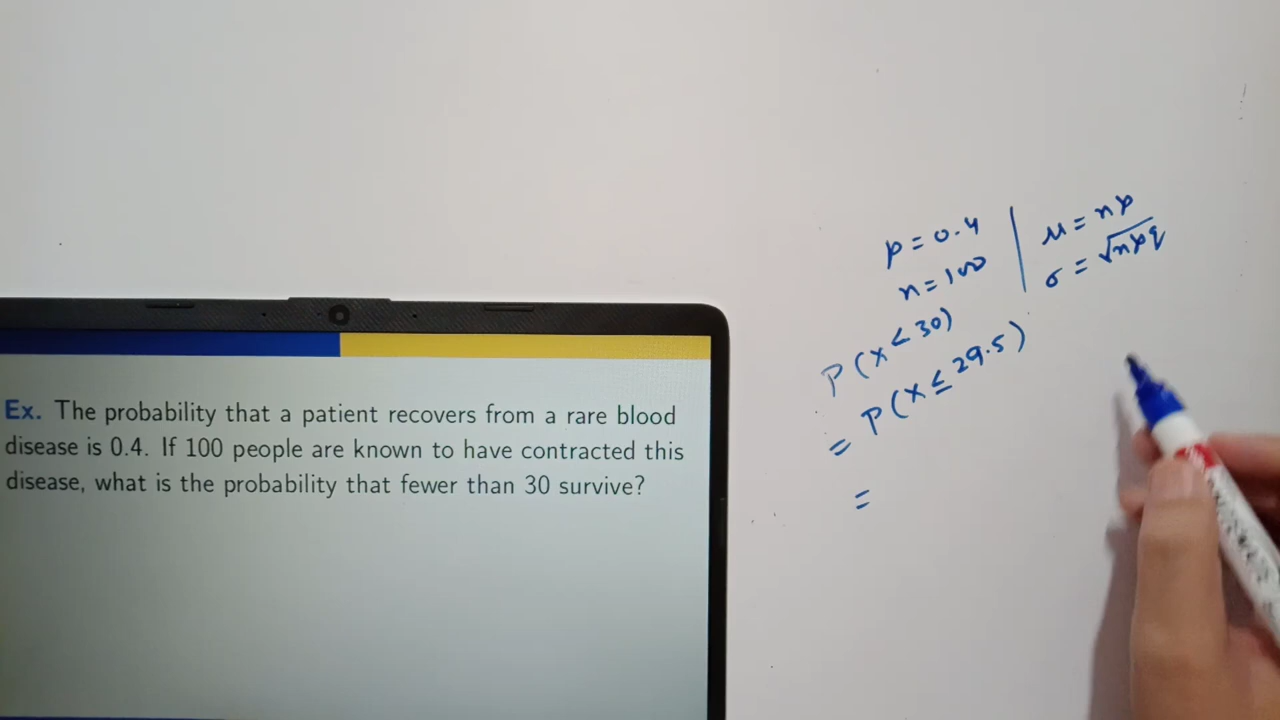 Ex. The probability that a patient recovers from a rare blood
disease is 0.4. If 100 people are known to have contracted this
disease, what is the probability that fewer than 30 survive?
p = 0.4
n = 100
μ = np
σ = √npq
P(X < 30)
= P(X ≤ 29.5)
=